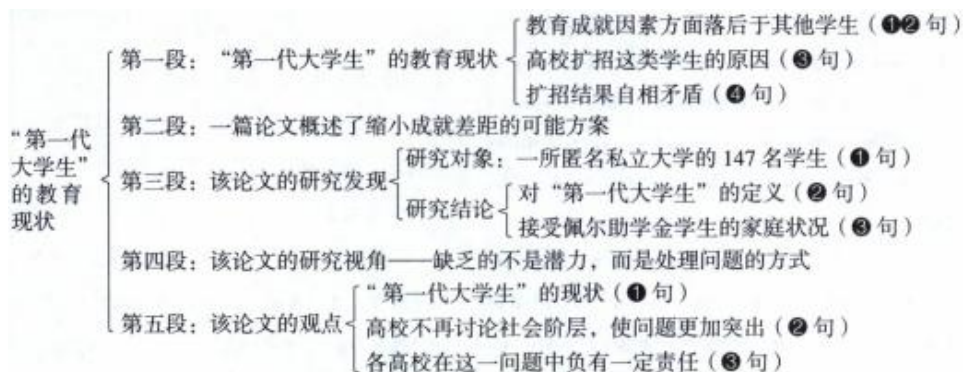 教育成就因素方面落后于其他学生（❶❷句）
第一段：“第一代大学生”的教育现状
高校扩招这类学生的原因（❸句）
扩招结果自相矛盾（❹句）
第二段：一篇论文概述了缩小成就差距的可能方案
“第一代
大学生”
的教育
现状
研究对象：一所匿名私立大学的147名学生（❶句）
第三段：该论文的研究发现
对“第一代大学生”的定义（❷句）
研究结论
接受佩尔助学金学生的家庭状况（❸句）
第四段：该论文的研究视角——缺乏的不是潜力，而是处理问题的方式
“第一代大学生”的现状（❶句）
第五段：该论文的观点
高校不再讨论社会阶层，使问题更加突出（❷句）
各高校在这一问题中负有一定责任（❸句）